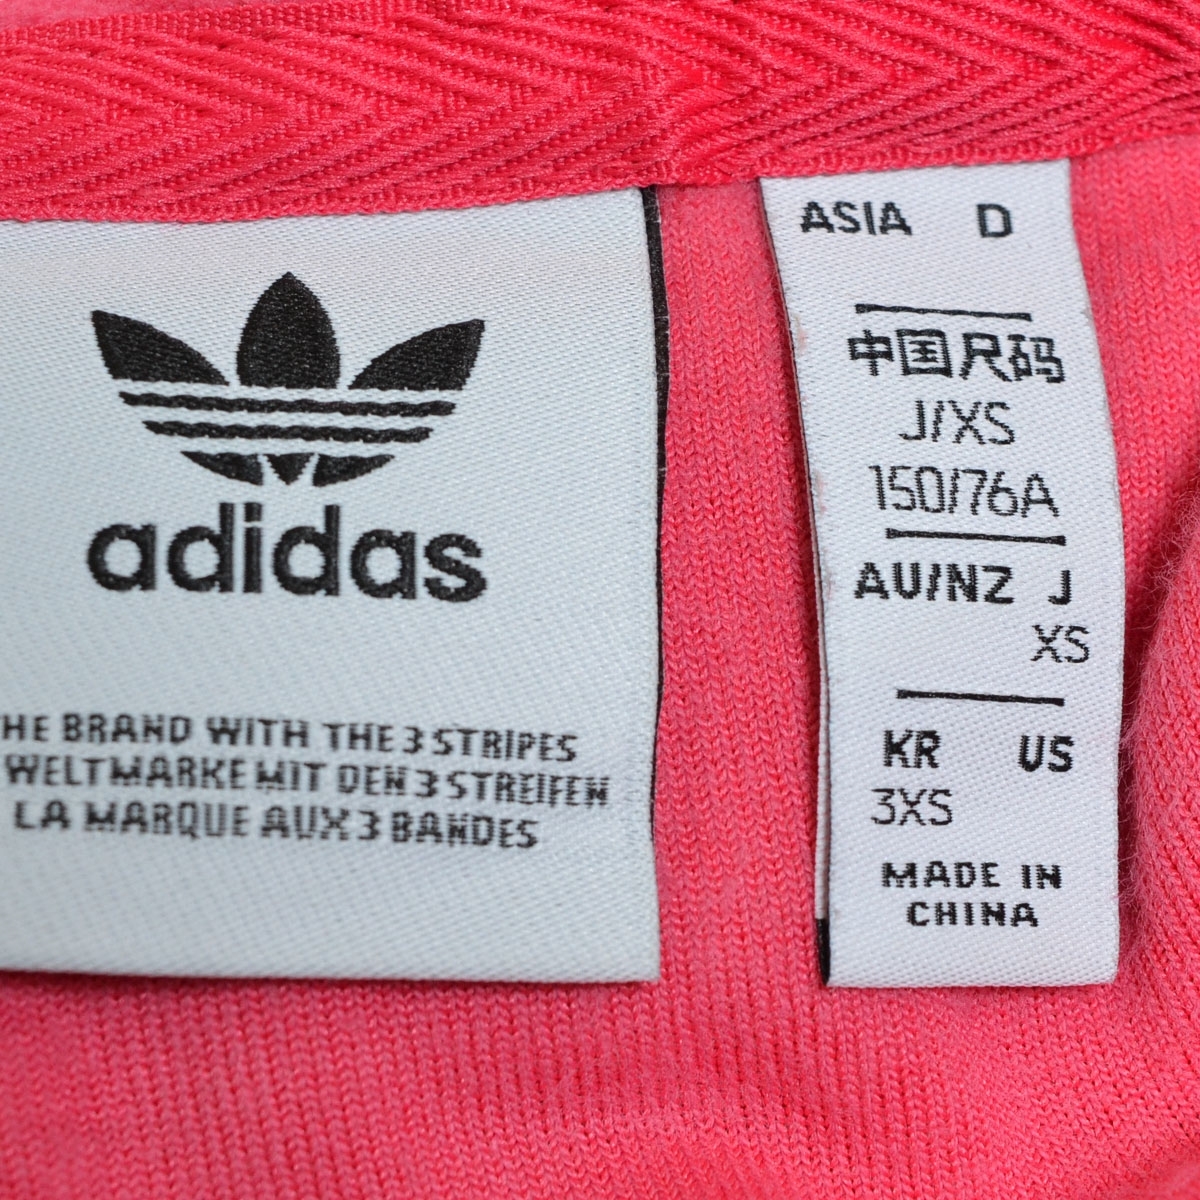 adidas
THE BRAND WITH THE 3 STRIPES
WELTMARKE MIT DEN 3 STREIFEN
LA MARQUE AUX 3 BANDES
ASIA D
中国尺码
J/XS
150/76A
AU/NZ J
XS
KR US
3XS
MADE IN
CHINA